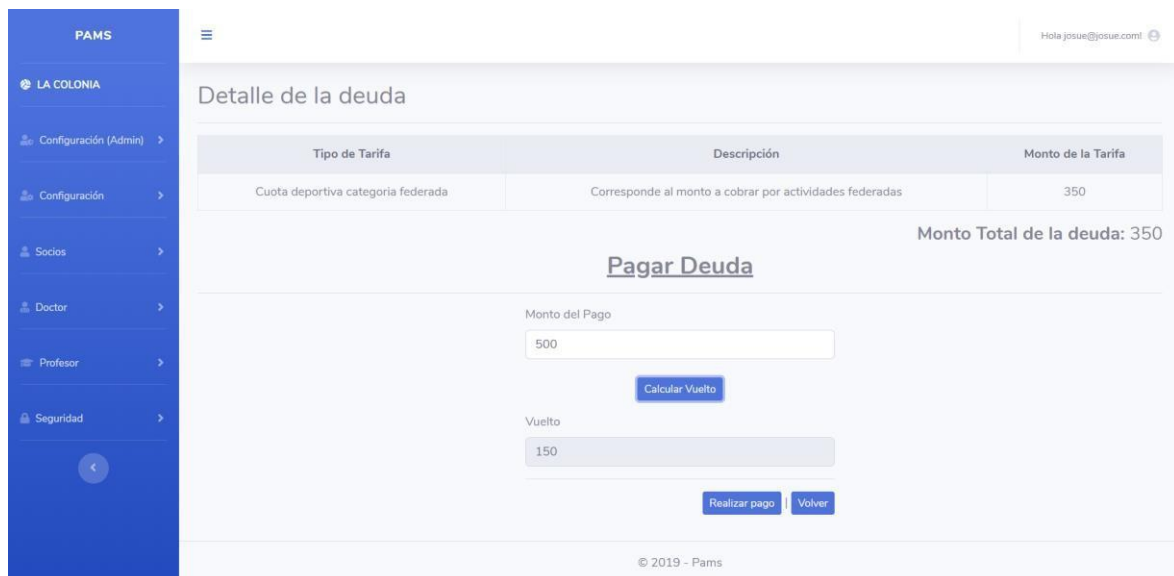 PAMS
Hola josue@josue.com!
LA COLONIA
Detalle de la deuda
Configuración (Admin)
Configuración
Socios
Doctor
Profesor
Seguridad
Tipo de Tarifa Descripción Monto de la Tarifa
Cuota deportiva categoria federada Corresponde al monto a cobrar por actividades federadas 350
Monto Total de la deuda: 350
Pagar Deuda
Monto del Pago
500
Calcular Vuelto
Vuelto
150
Realizar pago | Volver
© 2019 - Pams